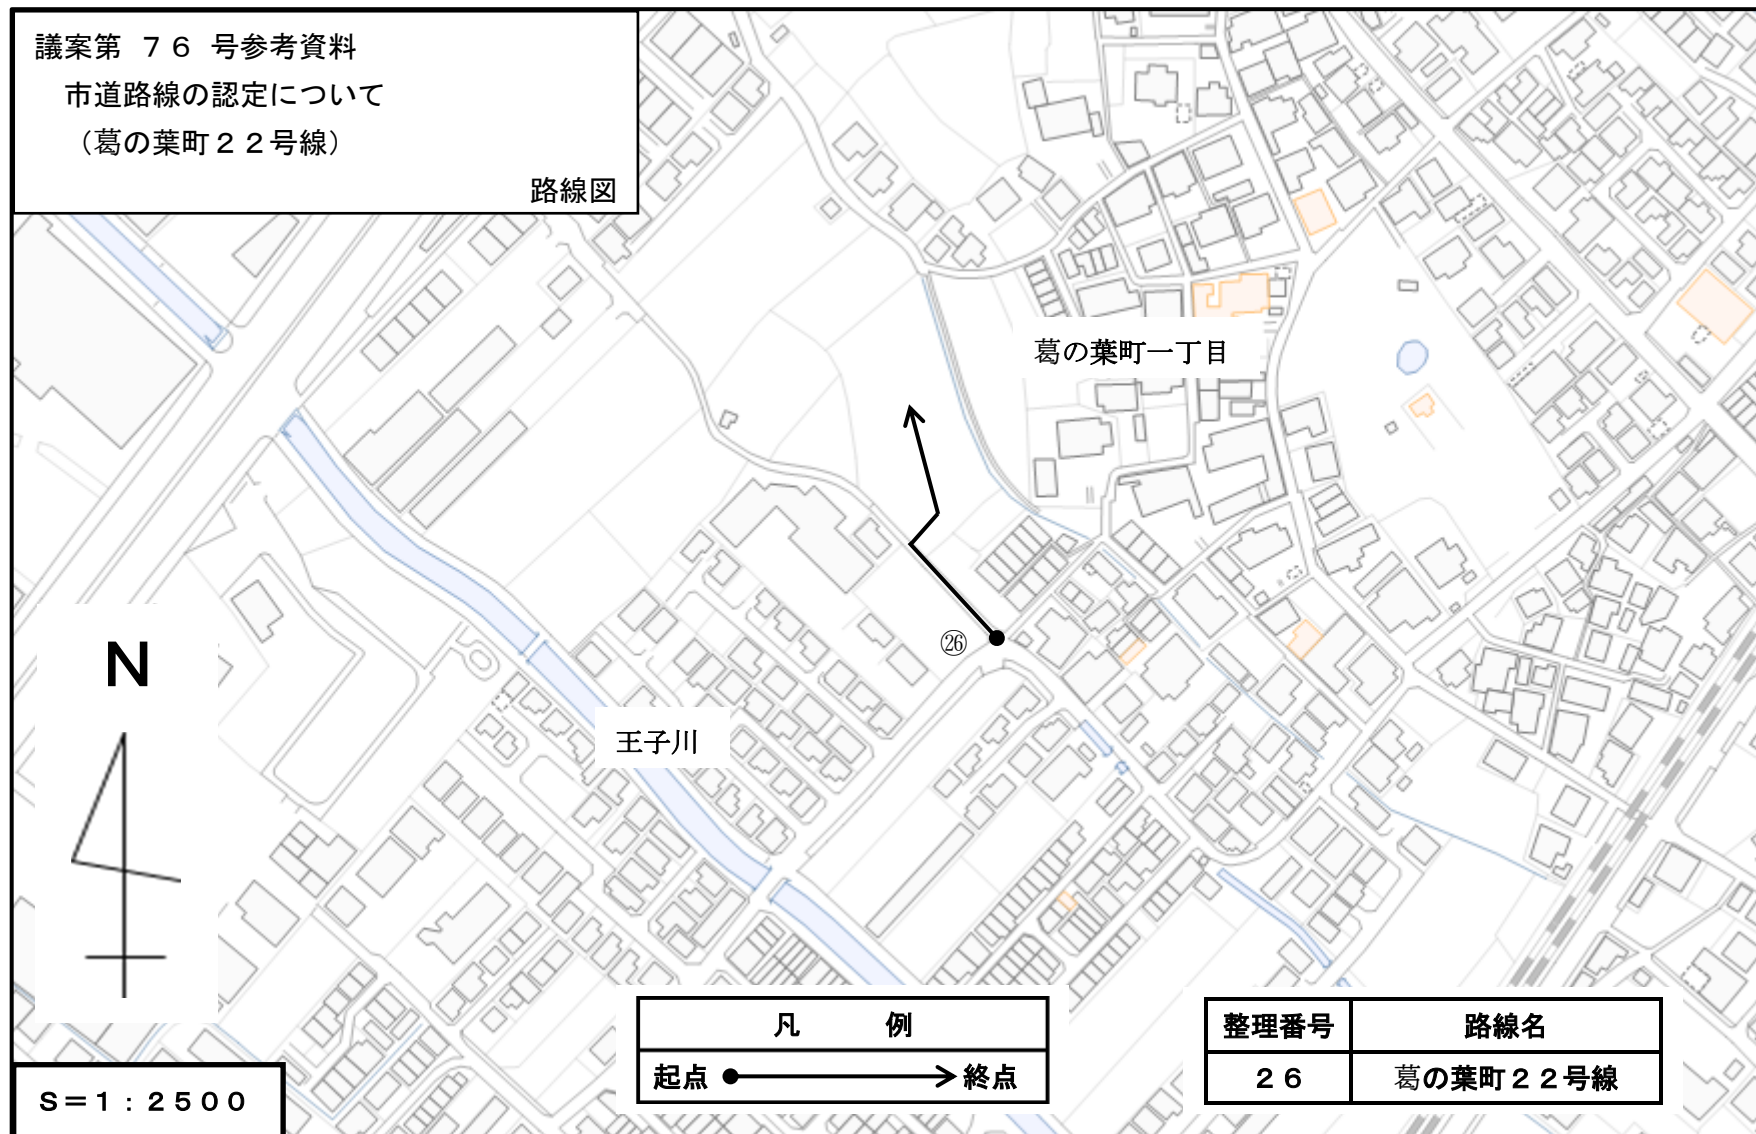 議案第 ７６ 号参考資料
市道路線の認定について
（葛の葉町２２号線）
路線図
葛の葉町一丁目
㉖
N
王子川
凡 例
起点 終点
整理番号 路線名
２６ 葛の葉町２２号線
Ｓ＝１：２５００